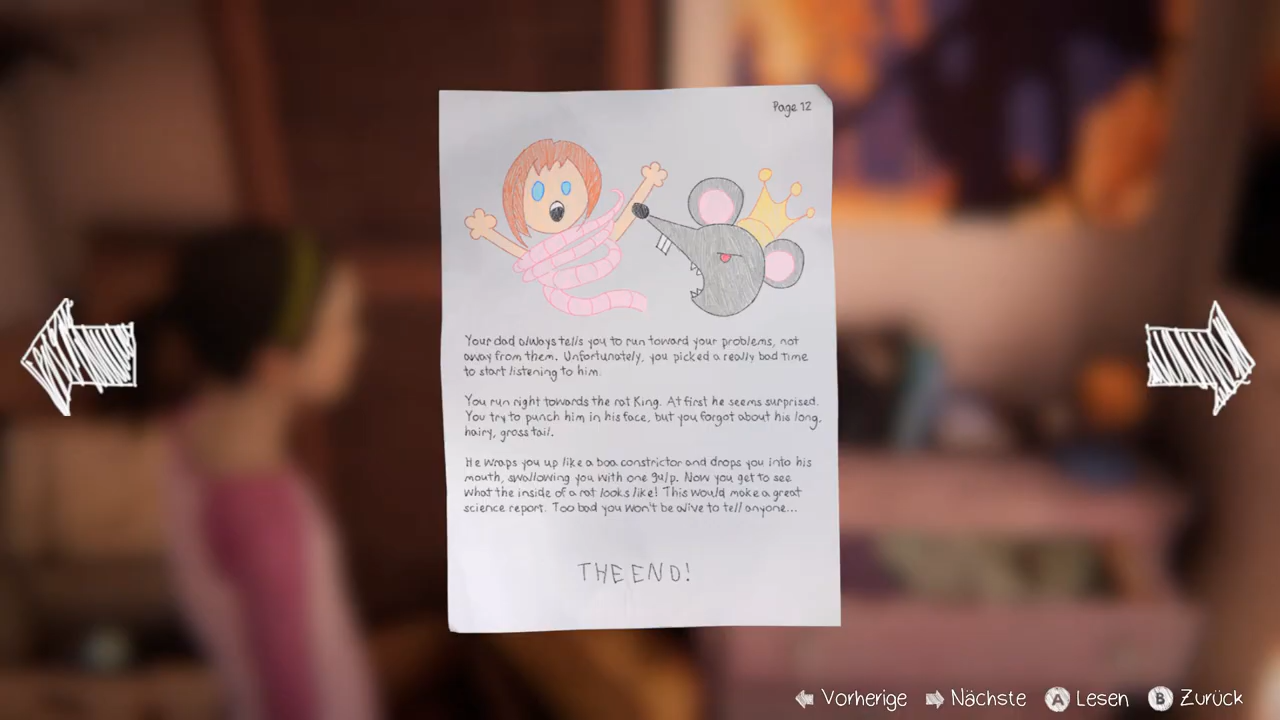 Page 12
Your dad always tells you to run toward your problems, not
away from them. Unfortunately, you picked a really bad time
to start listening to him.
You run right towards the rat King. At first he seems surprised.
You try to punch him in his face, but you forgot about his long,
hairy, gross tail.
He wraps you up like a boa constrictor and drops you into his
mouth, swallowing you with one gulp. Now you get to see
what the inside of a rat looks like! This would make a great
science report. Too bad you won't be alive to tell anyone...
THE END!
Vorherige Nächste A Lesen B Zurück